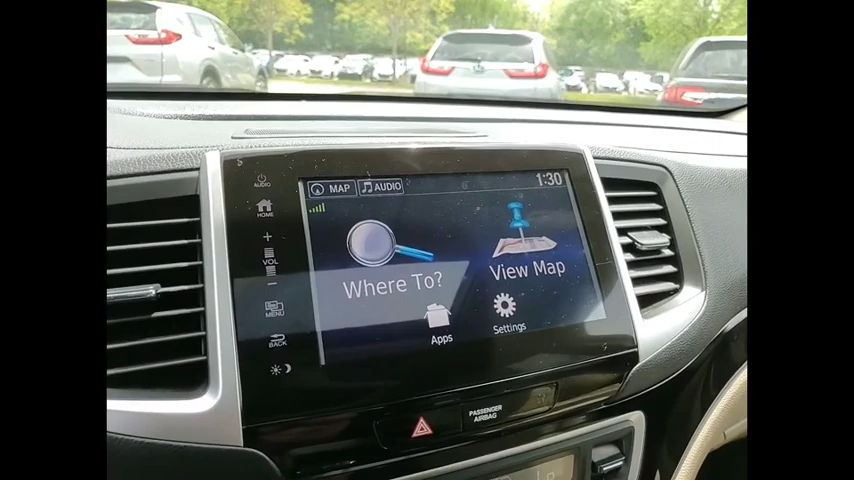 AUDIO
MAP
AUDIO
1:30
HOME
VOL
MENU
BACK
Where To?
View Map
Apps
Settings
PASSENGER
AIRBAG